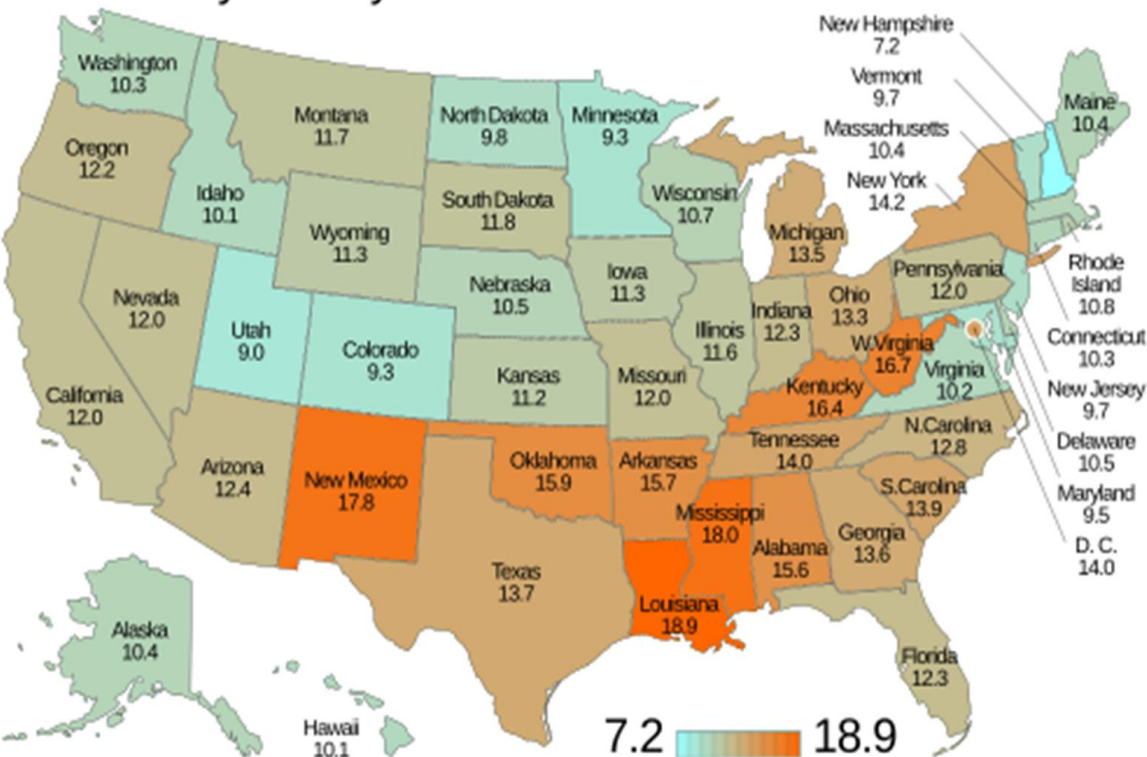 Washington
10.3
Oregon
12.2
Idaho
10.1
Montana
11.7
Wyoming
11.3
North Dakota
9.8
South Dakota
11.8
Minnesota
9.3
Wisconsin
10.7
Nebraska
10.5
Iowa
11.3
Nevada
12.0
Utah
9.0
Colorado
9.3
California
12.0
Kansas
11.2
Missouri
12.0
Illinois
11.6
Indiana
12.3
Ohio
13.3
Michigan
13.5
Pennsylvania
12.0
New Hampshire
7.2
Vermont
9.7
Massachusetts
10.4
New York
14.2
Maine
10.4
Rhode
Island
10.8
Connecticut
10.3
New Jersey
9.7
Delaware
10.5
Maryland
9.5
D. C.
14.0
W.Virginia
16.7
Virginia
10.2
Kentucky
16.4
N.Carolina
12.8
Tennessee
14.0
S.Carolina
13.9
Arizona
12.4
New Mexico
17.8
Oklahoma
15.9
Arkansas
15.7
Mississippi
18.0
Alabama
15.6
Georgia
13.6
Texas
13.7
Louisiana
18.9
Florida
12.3
Alaska
10.4
Hawaii
10.1
7.2 18.9